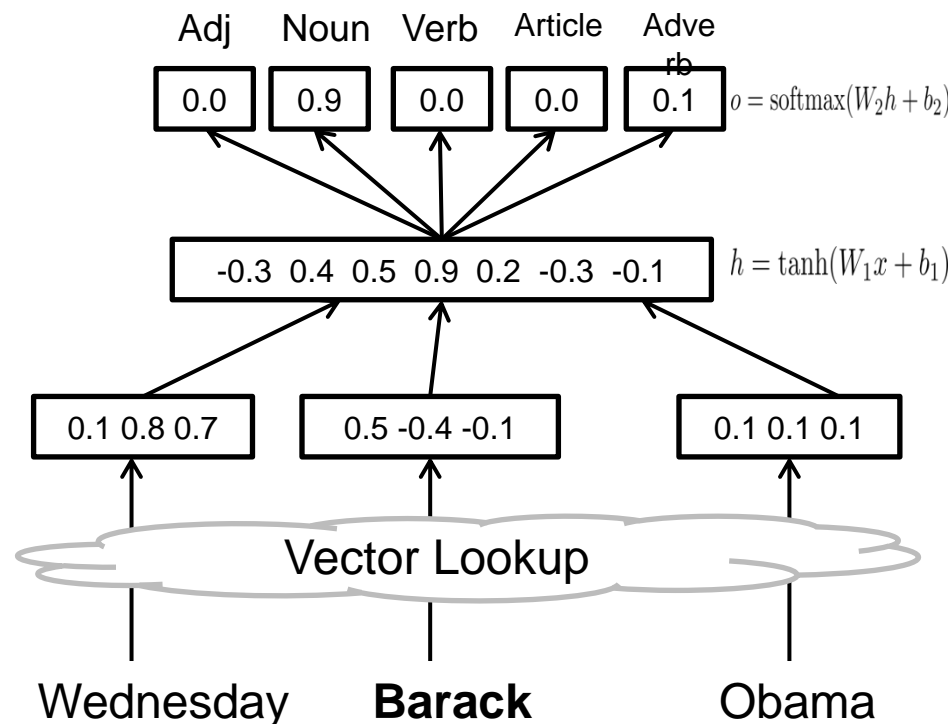 Adj Noun Verb Article Adve
rb
0.0 0.9 0.0 0.0 0.1 o = softmax(W₂h + b₂)
-0.3 0.4 0.5 0.9 0.2 -0.3 -0.1 h = tanh(W₁x + b₁)
0.1 0.8 0.7 0.5 -0.4 -0.1 0.1 0.1 0.1
Vector Lookup
Wednesday Barack Obama